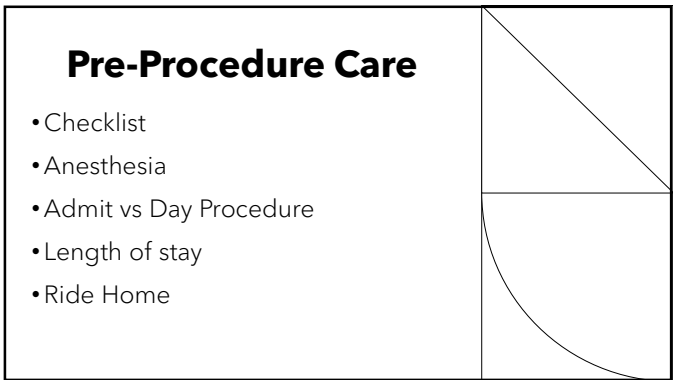 Pre-Procedure Care
•Checklist
•Anesthesia
•Admit vs Day Procedure
•Length of stay
•Ride Home